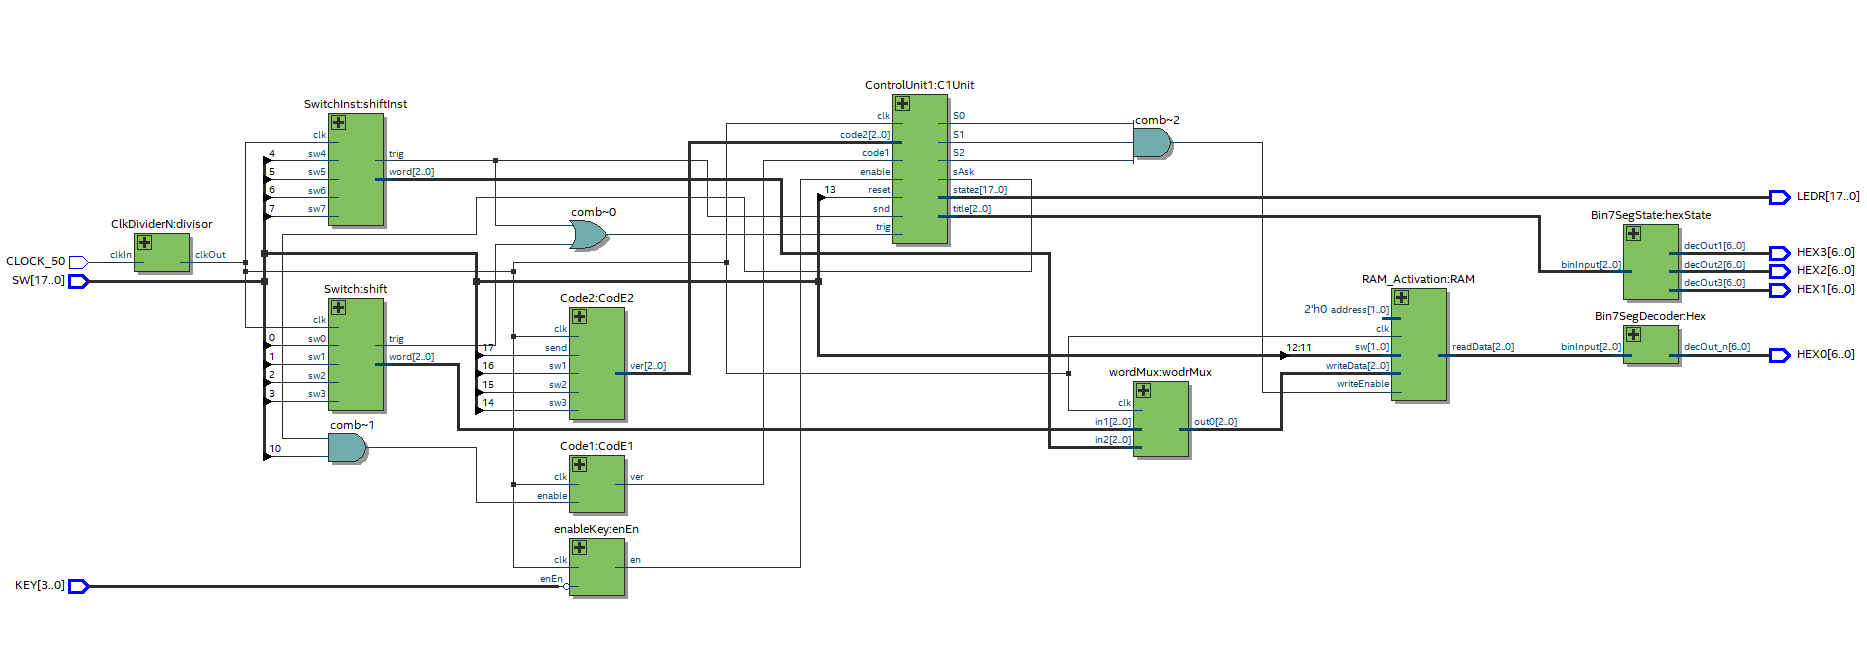 ControlUnit1:C1Unit
SwitchInst:shiftInst
clk
S0
comb~2
clk
code2[2..0]
S1
4
sw4
trig
code1
S2
5
sw5
word[2..0]
enable
sAsk
6
sw6
13
reset
statez[17..0]
LEDR[17..0]
7
sw7
comb~0
snd
title[2..0]
Bin7SegState:hexState
ClkDividerN:divisor
trig
CLOCK_50
clkIn
clkOut
decOut1[6..0]
HEX3[6..0]
binInput[2..0]
decOut2[6..0]
HEX2[6..0]
SW[17..0]
RAM_Activation:RAM
decOut3[6..0]
HEX1[6..0]
Switch:shift
Code2:CodE2
2'h0 address[1..0]
Bin7SegDecoder:Hex
clk
clk
clk
0
sw0
trig
17
send
12:11
sw[1..0]
readData[2..0]
binInput[2..0]
decOut_n[6..0]
HEX0[6..0]
1
sw1
word[2..0]
16
sw1
ver[2..0]
wordMux:wodrMux
writeData[2..0]
2
sw2
15
sw2
writeEnable
3
sw3
14
sw3
clk
comb~1
in1[2..0]
out0[2..0]
10
Code1:CodE1
in2[2..0]
clk
ver
enable
enableKey:enEn
clk
en
KEY[3..0]
enEn